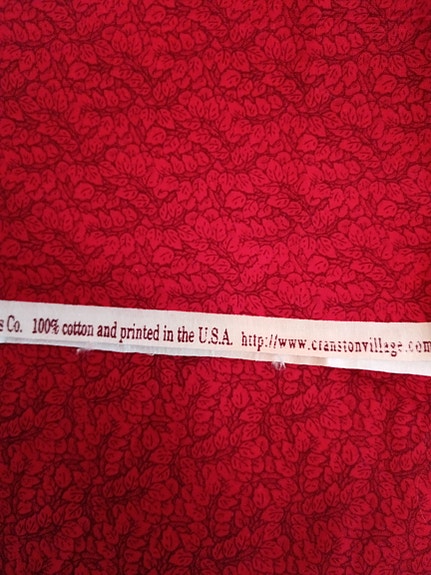 s Co. 100% cotton and printed in the U.S.A. http://www.cranstonvillage.com